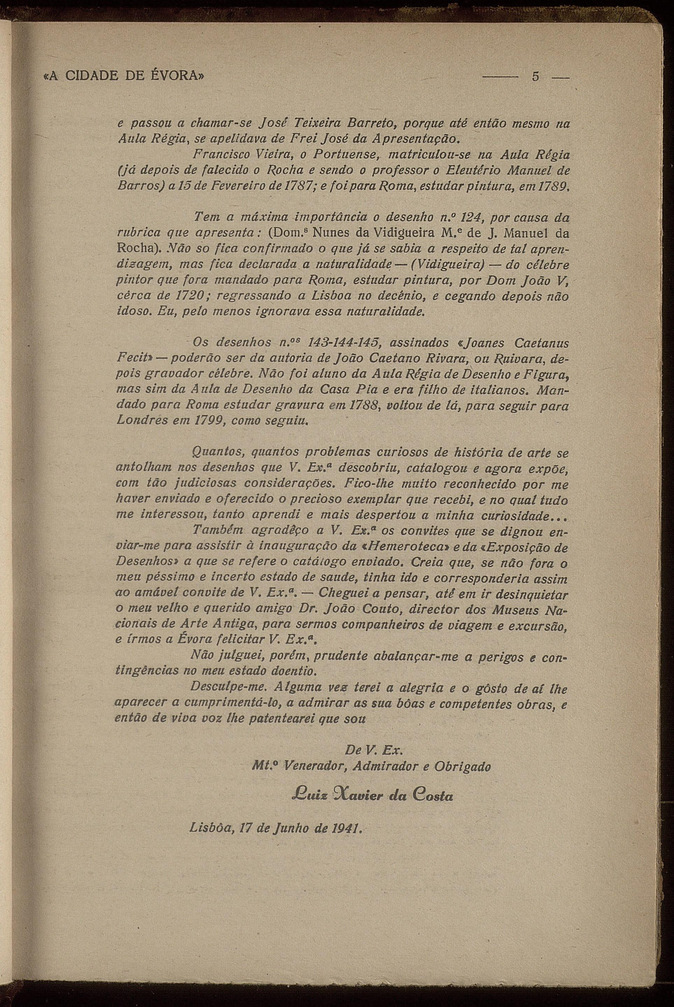 «A CIDADE DE ÉVORA» —— 5 —
e passou a chamar-se José Teixeira Barreto, porque até então mesmo na
Aula Régia, se apelidava de Frei José da Apresentação.
Francisco Vieira, o Portuense, matriculou-se na Aula Régia
(já depois de falecido o Rocha e sendo o professor o Eleutério Manuel de
Barros) a 15 de Fevereiro de 1787; e foi para Roma, estudar pintura, em 1789.
Tem a máxima importância o desenho n.º 124, por causa da
rubrica que apresenta: (Dom.ª Nunes da Vidigueira M.e de J. Manuel da
Rocha). Não so fica confirmado o que já se sabia a respeito de tal apren-
dizagem, mas fica declarada a naturalidade — (Vidigueira) — do célebre
pintor que fora mandado para Roma, estudar pintura, por Dom João V,
cêrca de 1720; regressando a Lisboa no decênio, e cegando depois não
idoso. Eu, pelo menos ignorava essa naturalidade.
Os desenhos n.os 143-144-145, assinados «Joanes Caetanus
Fecit» — poderão ser da autoria de João Caetano Rivara, ou Ruivara, de-
pois gravador célebre. Não foi aluno da Aula Régia de Desenho e Figura,
mas sim da Aula de Desenho da Casa Pia e era filho de italianos. Man-
dado para Roma estudar gravura em 1788, voltou de lá, para seguir para
Londres em 1799, como seguiu.
Quantos, quantos problemas curiosos de história de arte se
antolham nos desenhos que V. Ex.ª descobriu, catalogou e agora expõe,
com tão judiciosas considerações. Fico-lhe muito reconhecido por me
haver enviado e oferecido o precioso exemplar que recebi, e no qual tudo
me interessou, tanto aprendi e mais despertou a minha curiosidade...
Também agradêço a V. Ex.ª os convites que se dignou en-
viar-me para assistir à inauguração da «Hemeroteca» e da «Exposição de
Desenhos» a que se refere o catálogo enviado. Creia que, se não fora o
meu péssimo e incerto estado de saude, tinha ido e corresponderia assim
ao amável convite de V. Ex.ª. — Cheguei a pensar, até em ir desinquietar
o meu velho e querido amigo Dr. João Couto, director dos Museus Na-
cionais de Arte Antiga, para sermos companheiros de viagem e excursão,
e írmos a Évora felicitar V. Ex.ª.
Não julguei, porém, prudente abalançar-me a perigos e con-
tingências no meu estado doentio.
Desculpe-me. Alguma vez terei a alegria e o gôsto de aí lhe
aparecer a cumprimentá-lo, a admirar as sua bôas e competentes obras, e
então de viva voz lhe patentearei que sou
De V. Ex.
Mt.º Venerador, Admirador e Obrigado
Luiz Xavier da Costa
Lisbôa, 17 de Junho de 1941.